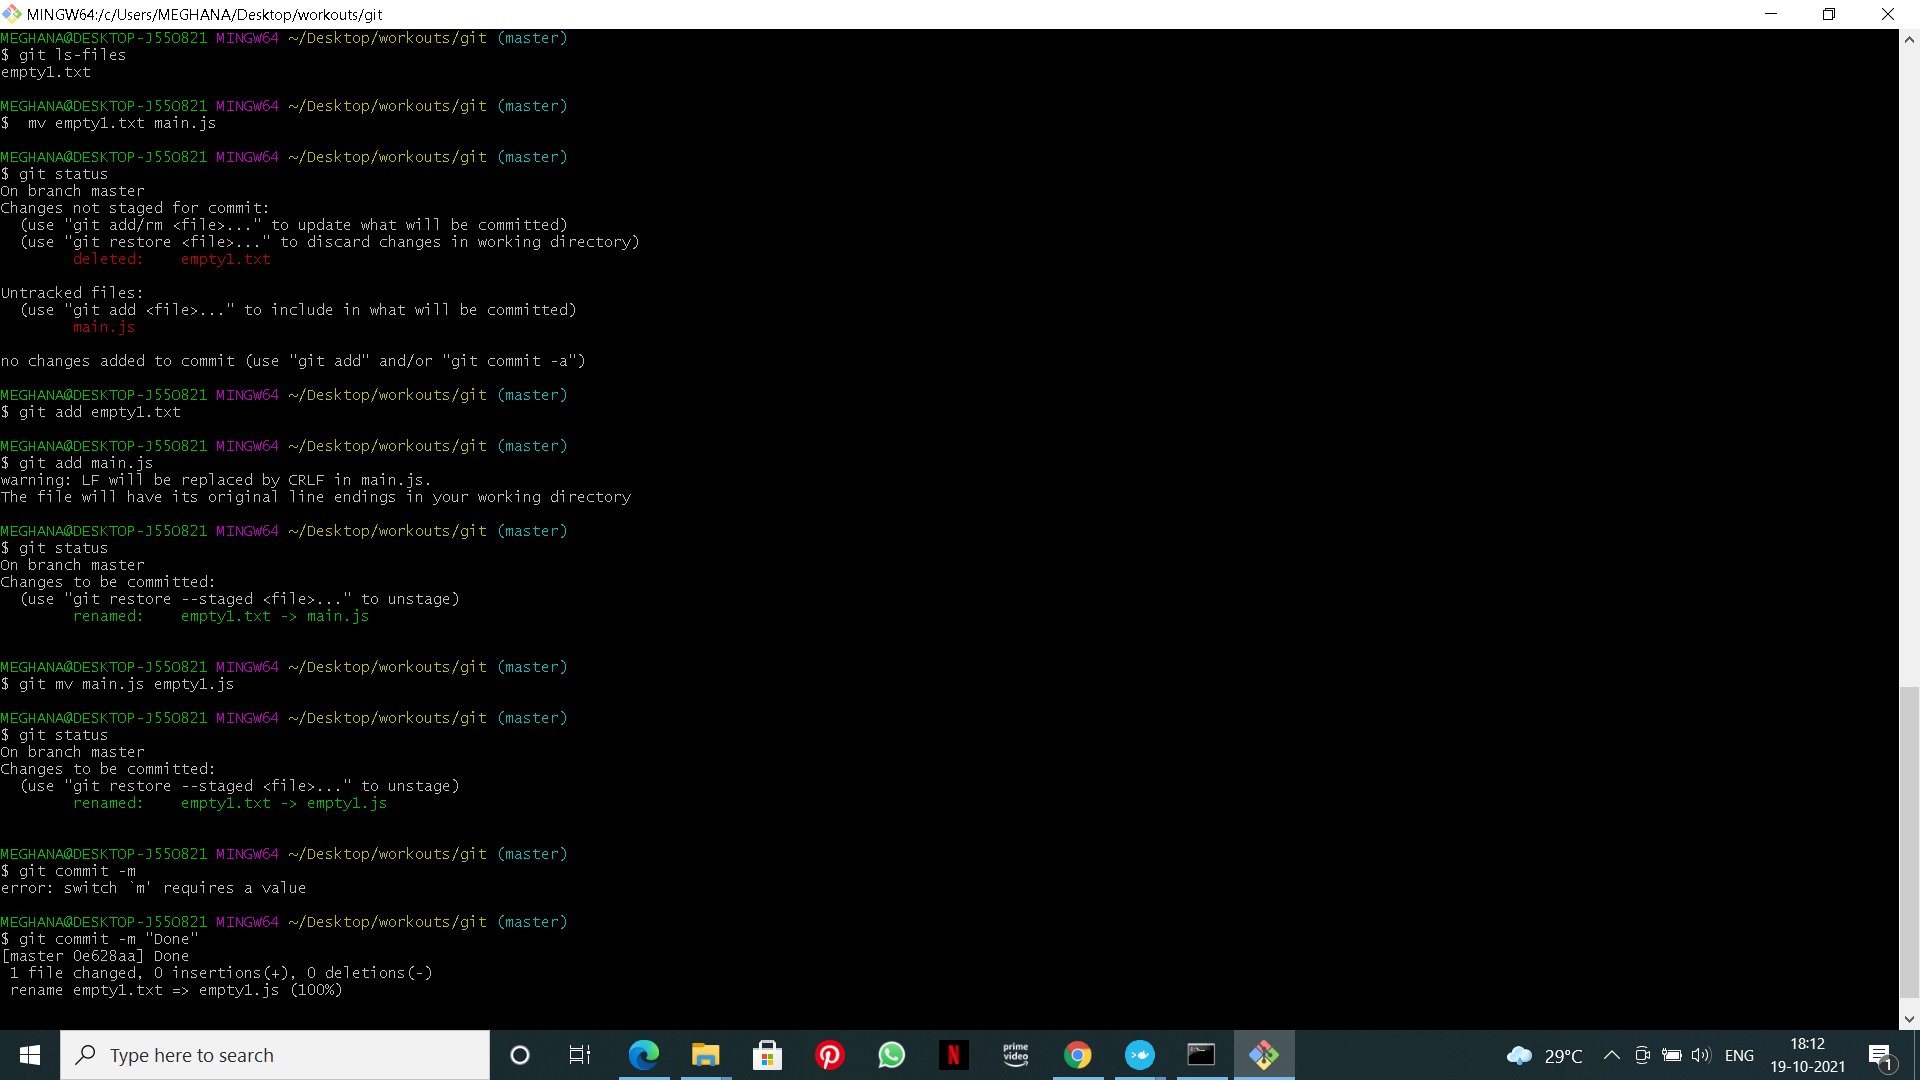 MINGW64:/c/Users/MEGHANA/Desktop/workouts/git
MEGHANA@DESKTOP-J55O821 MINGW64 ~/Desktop/workouts/git (master)
$ git ls-files
empty1.txt
MEGHANA@DESKTOP-J55O821 MINGW64 ~/Desktop/workouts/git (master)
$  mv empty1.txt main.js
MEGHANA@DESKTOP-J55O821 MINGW64 ~/Desktop/workouts/git (master)
$ git status
On branch master
Changes not staged for commit:
  (use "git add/rm <file>..." to update what will be committed)
  (use "git restore <file>..." to discard changes in working directory)
        deleted:    empty1.txt
Untracked files:
  (use "git add <file>..." to include in what will be committed)
        main.js
no changes added to commit (use "git add" and/or "git commit -a")
MEGHANA@DESKTOP-J55O821 MINGW64 ~/Desktop/workouts/git (master)
$ git add empty1.txt
MEGHANA@DESKTOP-J55O821 MINGW64 ~/Desktop/workouts/git (master)
$ git add main.js
warning: LF will be replaced by CRLF in main.js.
The file will have its original line endings in your working directory
MEGHANA@DESKTOP-J55O821 MINGW64 ~/Desktop/workouts/git (master)
$ git status
On branch master
Changes to be committed:
  (use "git restore --staged <file>..." to unstage)
        renamed:    empty1.txt -> main.js
MEGHANA@DESKTOP-J55O821 MINGW64 ~/Desktop/workouts/git (master)
$ git mv main.js empty1.js
MEGHANA@DESKTOP-J55O821 MINGW64 ~/Desktop/workouts/git (master)
$ git status
On branch master
Changes to be committed:
  (use "git restore --staged <file>..." to unstage)
        renamed:    empty1.txt -> empty1.js
MEGHANA@DESKTOP-J55O821 MINGW64 ~/Desktop/workouts/git (master)
$ git commit -m
error: switch `m' requires a value
MEGHANA@DESKTOP-J55O821 MINGW64 ~/Desktop/workouts/git (master)
$ git commit -m "Done"
[master 0e628aa] Done
 1 file changed, 0 insertions(+), 0 deletions(-)
 rename empty1.txt => empty1.js (100%)
Type here to search
N
prime video
29°C
ENG
18:12
19-10-2021
1